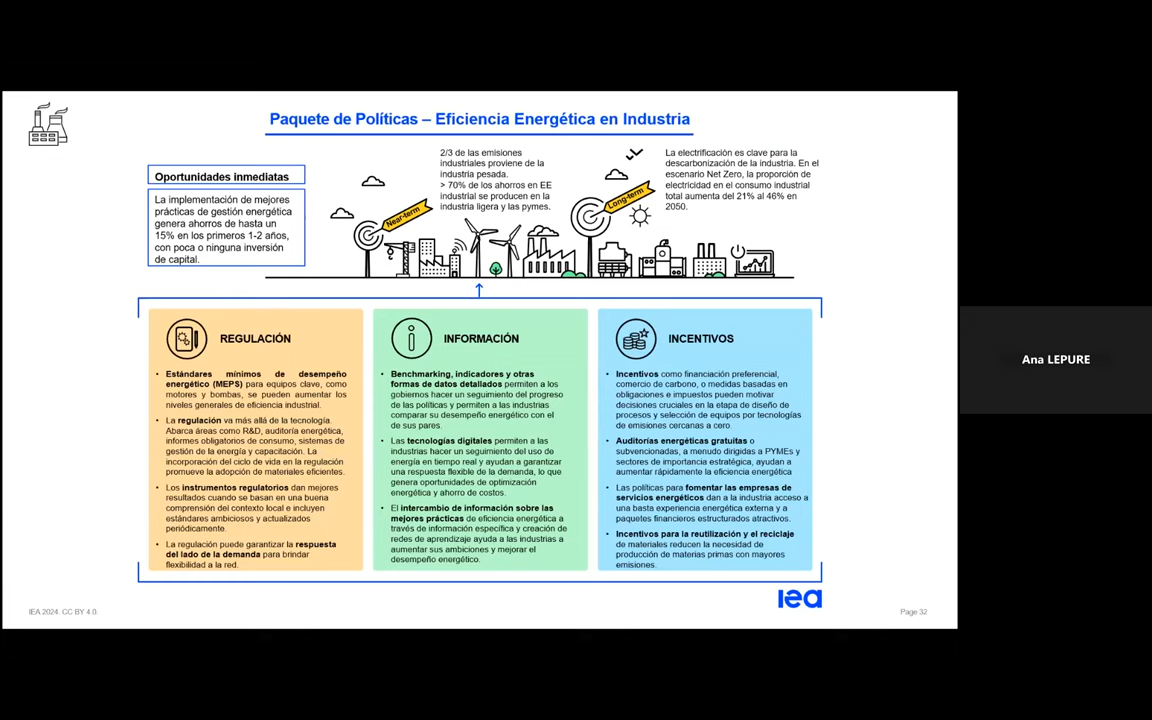 Paquete de Políticas – Eficiencia Energética en Industria
Oportunidades inmediatas
La implementación de mejores
prácticas de gestión energética
genera ahorros de hasta un
15% en los primeros 1-2 años,
con poca o ninguna inversión
de capital.
2/3 de las emisiones
industriales proviene de la
industria pesada.
> 70% de los ahorros en EE
industrial se producen en la
industria ligera y las pymes.
La electrificación es clave para la
descarbonización de la industria. En el
escenario Net Zero, la proporción de
electricidad en el consumo industrial
total aumenta del 21% al 46% en
2050.
Near-term
Long-term
REGULACIÓN
• Estándares mínimos de desempeño
energético (MEPS) para equipos clave, como
motores y bombas, se pueden aumentar los
niveles generales de eficiencia industrial.
• La regulación va más allá de la tecnología.
Abarca áreas como R&D, auditoría energética,
informes obligatorios de consumo, sistemas de
gestión de la energía y capacitación. La
incorporación del ciclo de vida en la regulación
promueve la adopción de materiales eficientes.
• Los instrumentos regulatorios dan mejores
resultados cuando se basan en una buena
comprensión del contexto local e incluyen
estándares ambiciosos y actualizados
periódicamente.
• La regulación puede garantizar la respuesta
del lado de la demanda para brindar
flexibilidad a la red.
INFORMACIÓN
• Benchmarking, indicadores y otras
formas de datos detallados permiten a los
gobiernos hacer un seguimiento del progreso
de las políticas y permiten a las industrias
comparar su desempeño energético con el
de sus pares.
• Las tecnologías digitales permiten a las
industrias hacer un seguimiento del uso de
energía en tiempo real y ayudan a garantizar
una respuesta flexible de la demanda, lo que
genera oportunidades de optimización
energética y ahorro de costos.
• El intercambio de información sobre las
mejores prácticas de eficiencia energética a
través de información específica y creación de
redes de aprendizaje ayuda a las industrias a
aumentar sus ambiciones y mejorar el
desempeño energético.
INCENTIVOS
• Incentivos como financiación preferencial,
comercio de carbono, o medidas basadas en
obligaciones e impuestos pueden motivar
decisiones cruciales en la etapa de diseño de
procesos y selección de equipos por tecnologías
de emisiones cercanas a cero.
• Auditorías energéticas gratuitas o
subvencionadas, a menudo dirigidas a PYMEs y
sectores de importancia estratégica, ayudan a
aumentar rápidamente la eficiencia energética
• Las políticas para fomentar las empresas de
servicios energéticos dan a la industria acceso a
una basta experiencia energética externa y a
paquetes financieros estructurados atractivos.
• Incentivos para la reutilización y el reciclaje
de materiales reducen la necesidad de
producción de materias primas con mayores
emisiones.
iea
IEA 2024. CC BY 4.0.
Page 32
Ana LEPURE